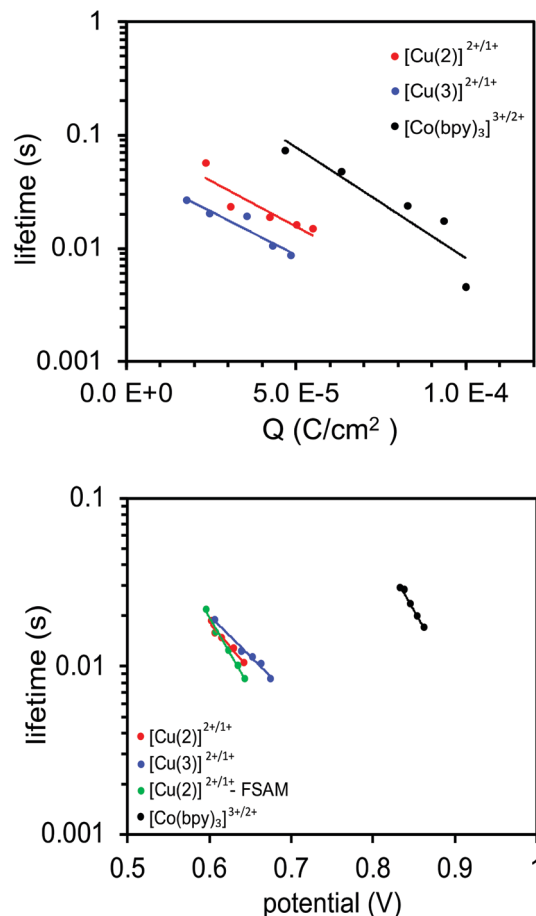 1
[Cu(2)]²⁺/¹⁺
[Cu(3)]²⁺/¹⁺
[Co(bpy)₃]³⁺/²⁺
0.1
0.01
0.001
lifetime (s)
0.0 E+0
5.0 E-5
1.0 E-4
Q (C/cm² )
0.1
0.01
0.001
lifetime (s)
[Cu(2)]²⁺/¹⁺
[Cu(3)]²⁺/¹⁺
[Cu(2)]²⁺/¹⁺- FSAM
[Co(bpy)₃]³⁺/²⁺
0.5
0.6
0.7
0.8
0.9
1
potential (V)